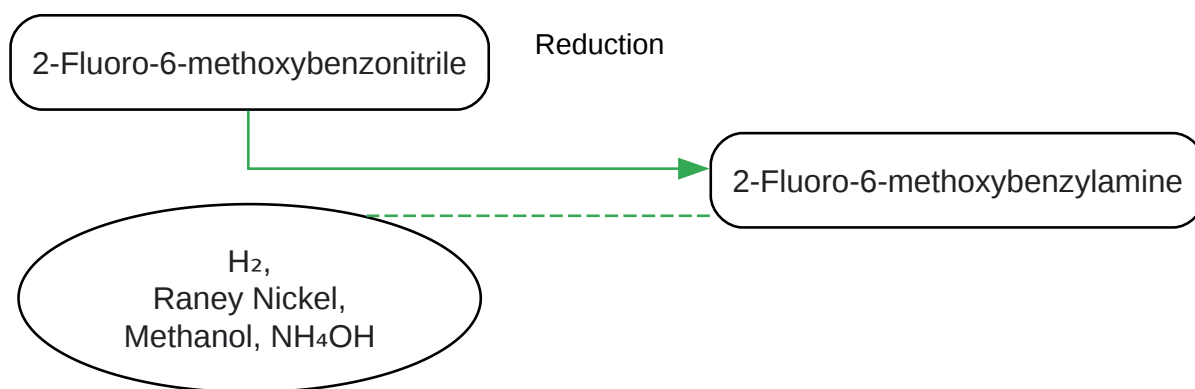 2-Fluoro-6-methoxybenzonitrile
Reduction
2-Fluoro-6-methoxybenzylamine
H₂,
Raney Nickel,
Methanol, NH₄OH